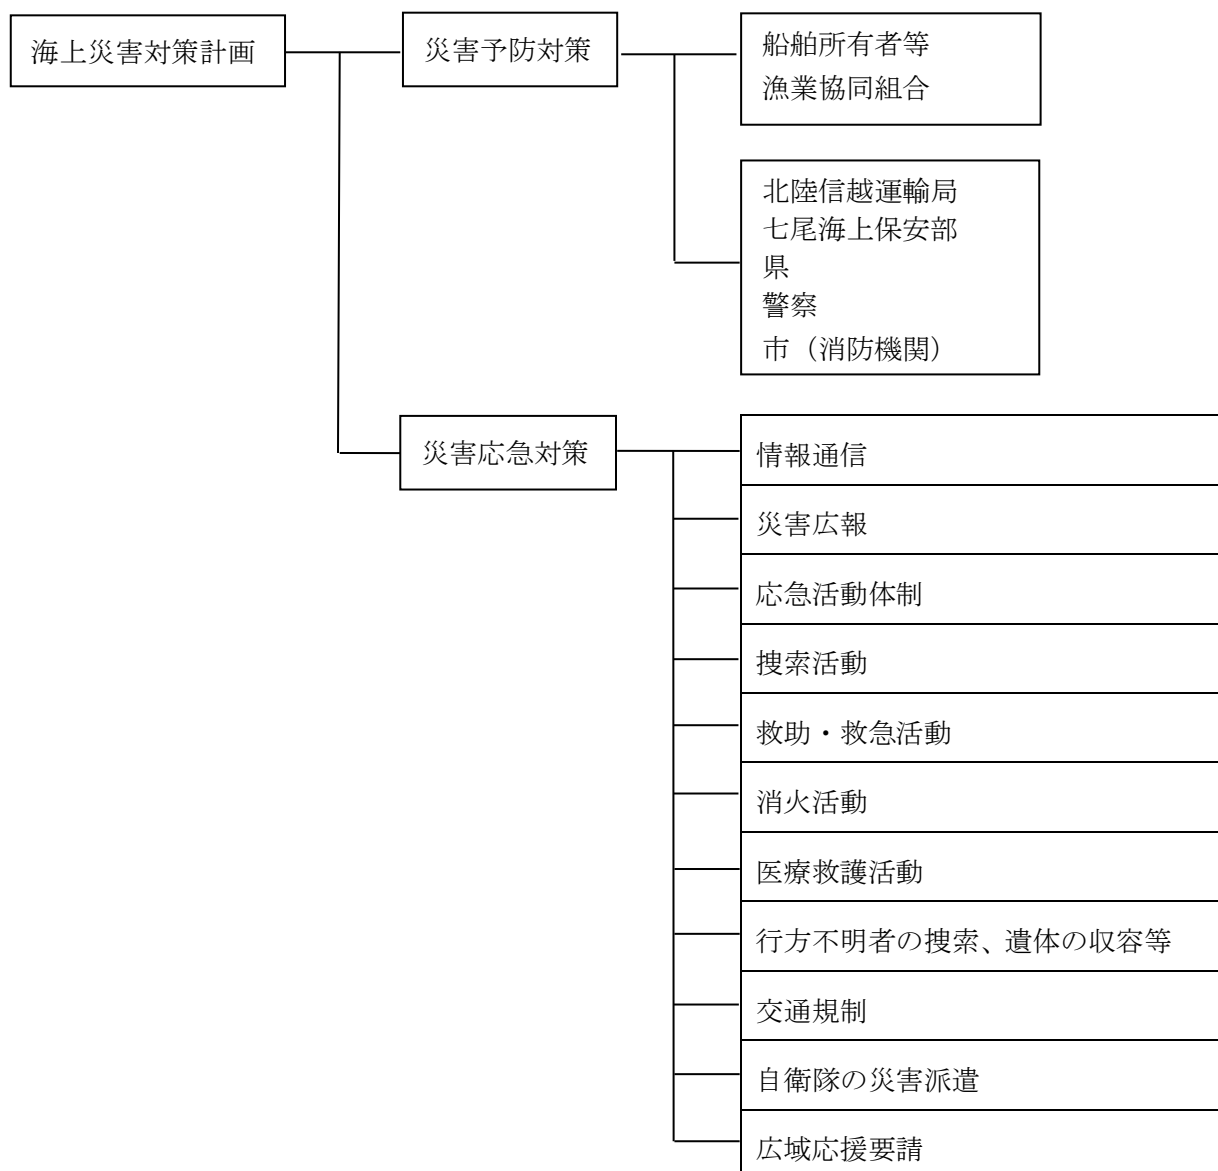 海上災害対策計画
災害予防対策
船舶所有者等
漁業協同組合
北陸信越運輸局
七尾海上保安部
県
警察
市（消防機関）
災害応急対策
情報通信
災害広報
応急活動体制
捜索活動
救助・救急活動
消火活動
医療救護活動
行方不明者の捜索、遺体の収容等
交通規制
自衛隊の災害派遣
広域応援要請